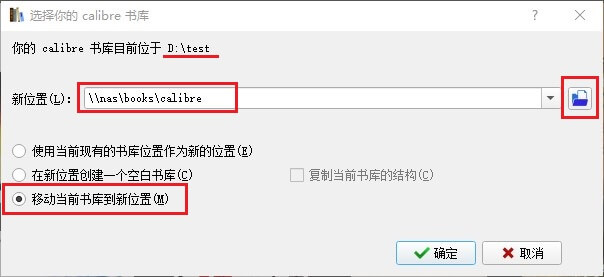 选择你的 calibre 书库
你的 calibre 书库目前位于 D:\test
新位置(L): \\nas\books\calibre
使用当前现有的书库位置作为新的位置(E)
在新位置创建一个空白书库(C) 复制当前书库的结构(C)
移动当前书库到新位置(M)
确定 取消